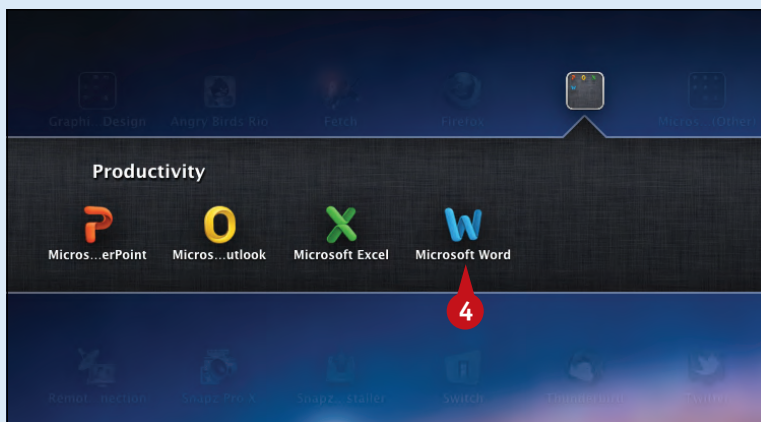 Graphi...Design Angry Birds Rio Fetch Firefox Micros...(Other)
Productivity
Micros...erPoint Micros...utlook Microsoft Excel Microsoft Word
4
Remot...nection Snapz Pro X Snapz...staller Switch Thunderbird Twitter